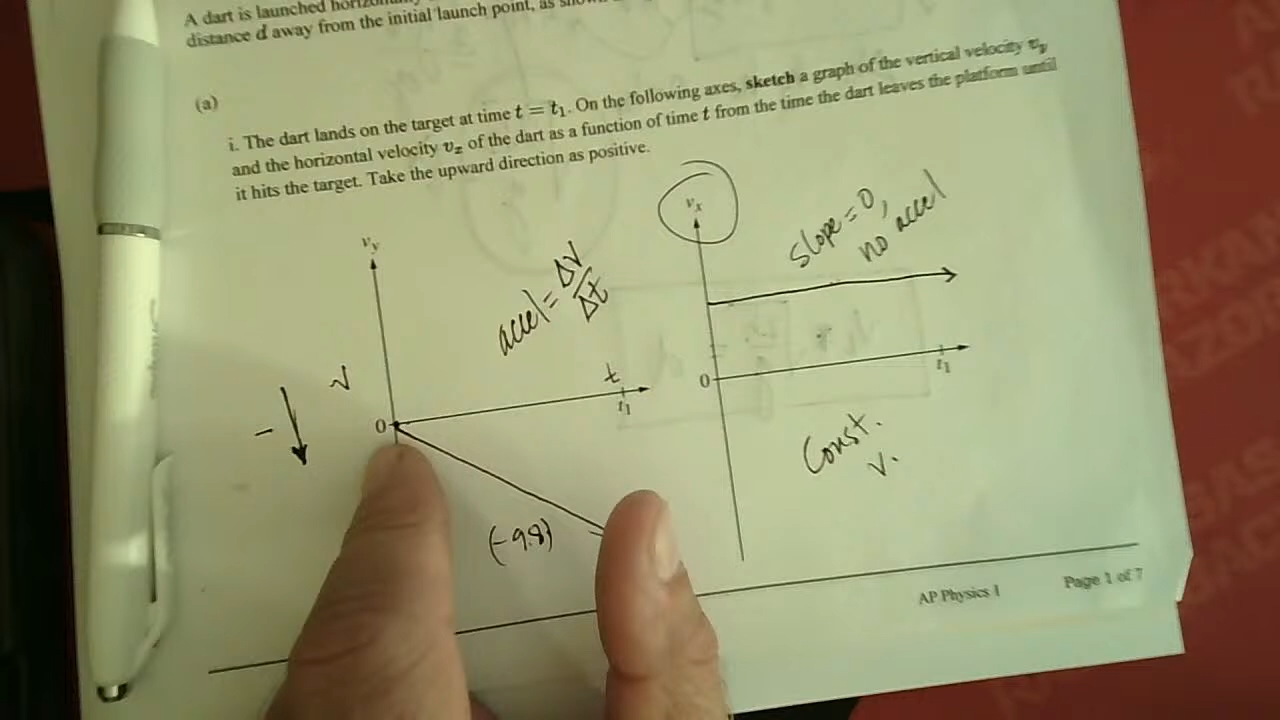 A dart is launched
distance d away from the initial launch point, as
(a)
i. The dart lands on the target at time t = t₁. On the following axes, sketch a graph of the vertical velocity vᵧ
and the horizontal velocity vₓ of the dart as a function of time t from the time the dart leaves the platform until
it hits the target. Take the upward direction as positive.
vᵧ
accel = Δv/Δt
v
t
0
t₁
-
(-9.8)
vₓ
slope = 0,
no accel
0
t₁
Const.
v.
AP Physics 1
Page 1 of 7